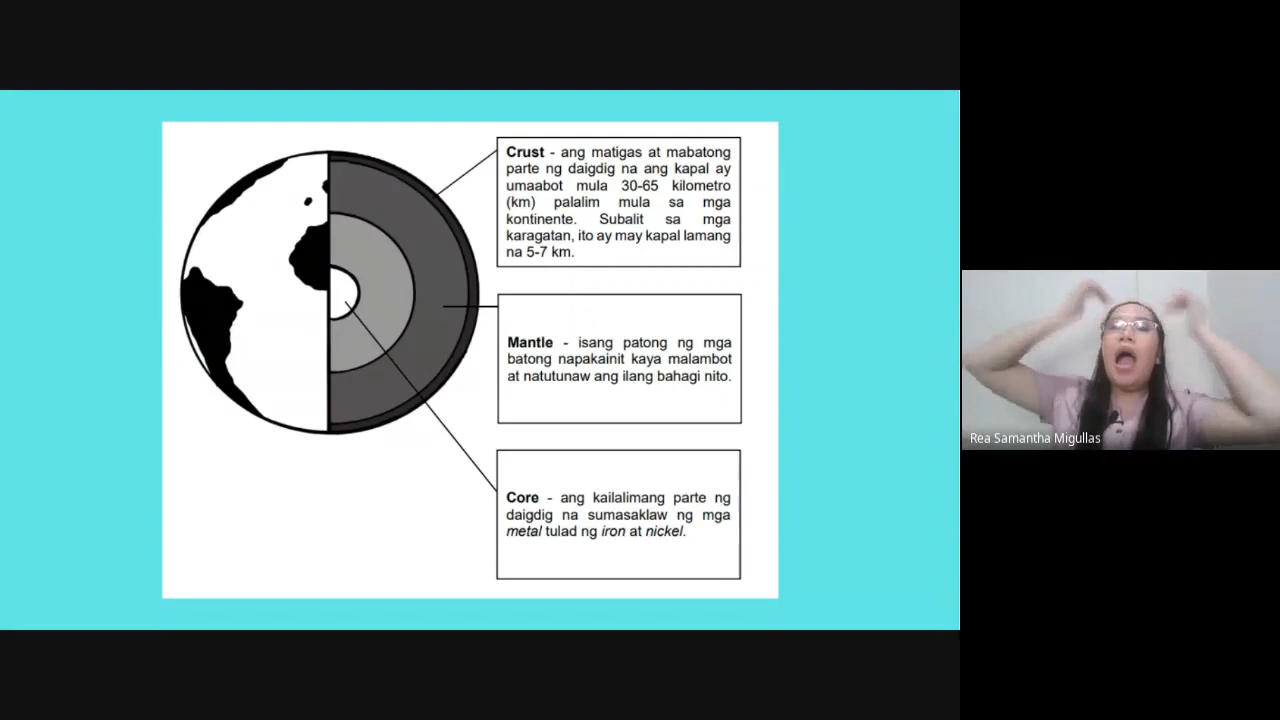 Crust - ang matigas at mabatong
parte ng daigdig na ang kapal ay
umaabot mula 30-65 kilometro
(km) palalim mula sa mga
kontinente. Subalit sa mga
karagatan, ito ay may kapal lamang
na 5-7 km.
Mantle - isang patong ng mga
batong napakainit kaya malambot
at natutunaw ang ilang bahagi nito.
Core - ang kailalimang parte ng
daigdig na sumasaklaw ng mga
metal tulad ng iron at nickel.
Rea Samantha Migullas